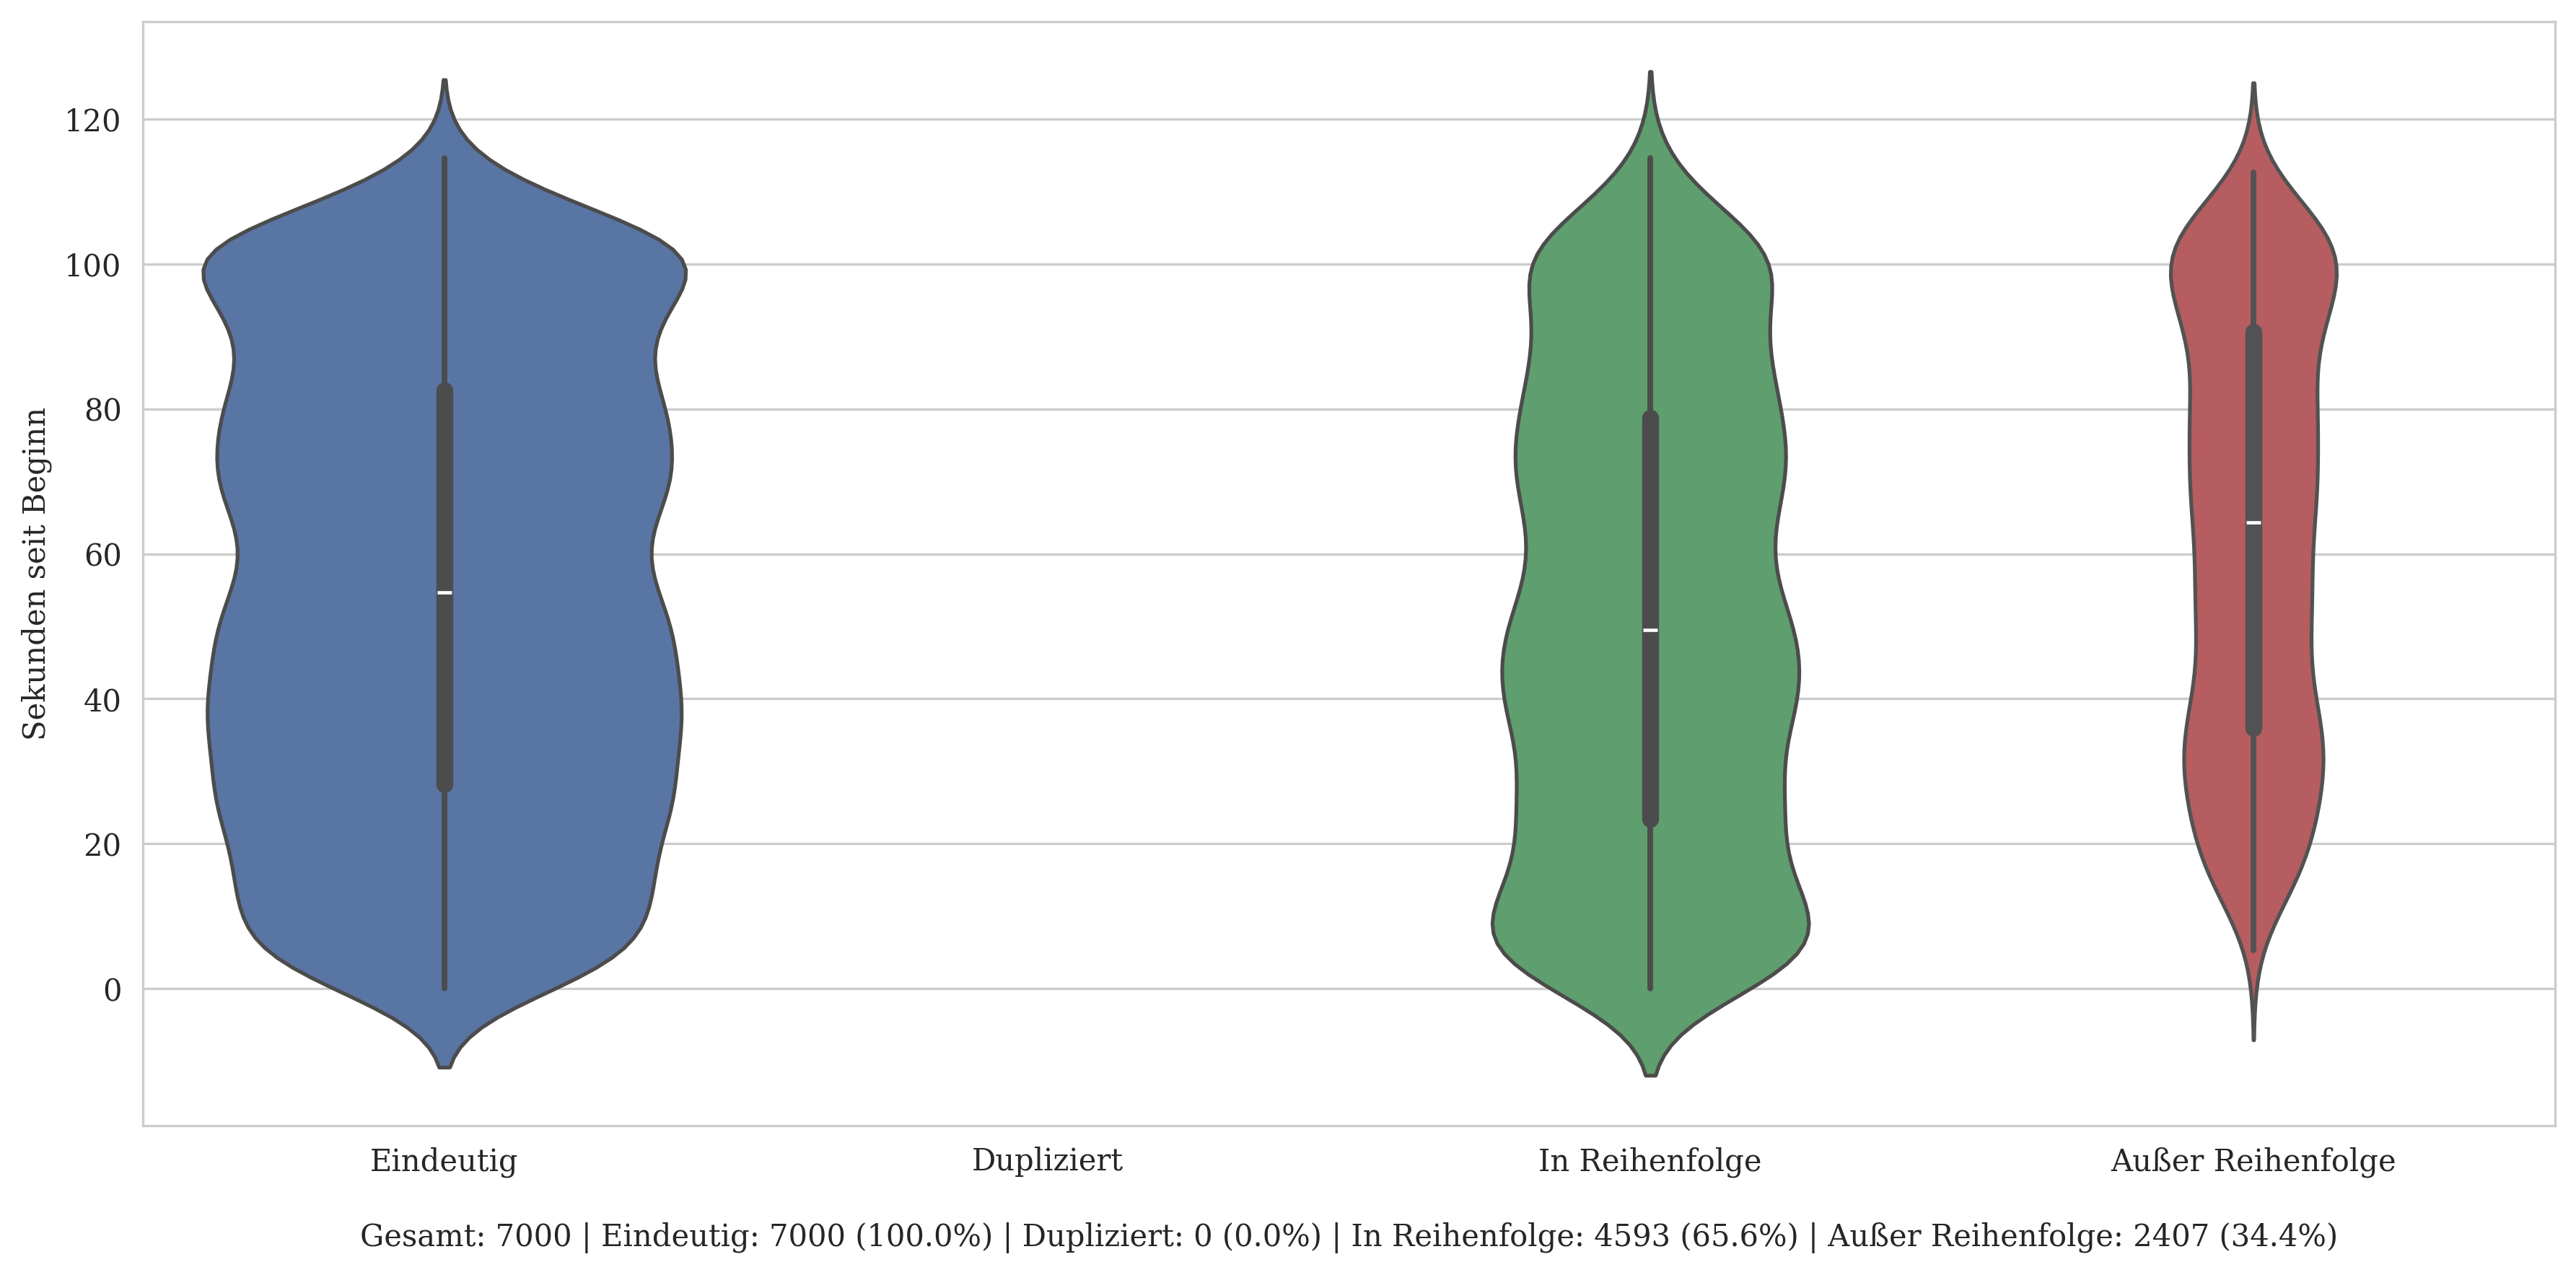 120
100
80
60
40
20
0
Sekunden seit Beginn
Eindeutig
Dupliziert
In Reihenfolge
Außer Reihenfolge
Gesamt: 7000 | Eindeutig: 7000 (100.0%) | Dupliziert: 0 (0.0%) | In Reihenfolge: 4593 (65.6%) | Außer Reihenfolge: 2407 (34.4%)